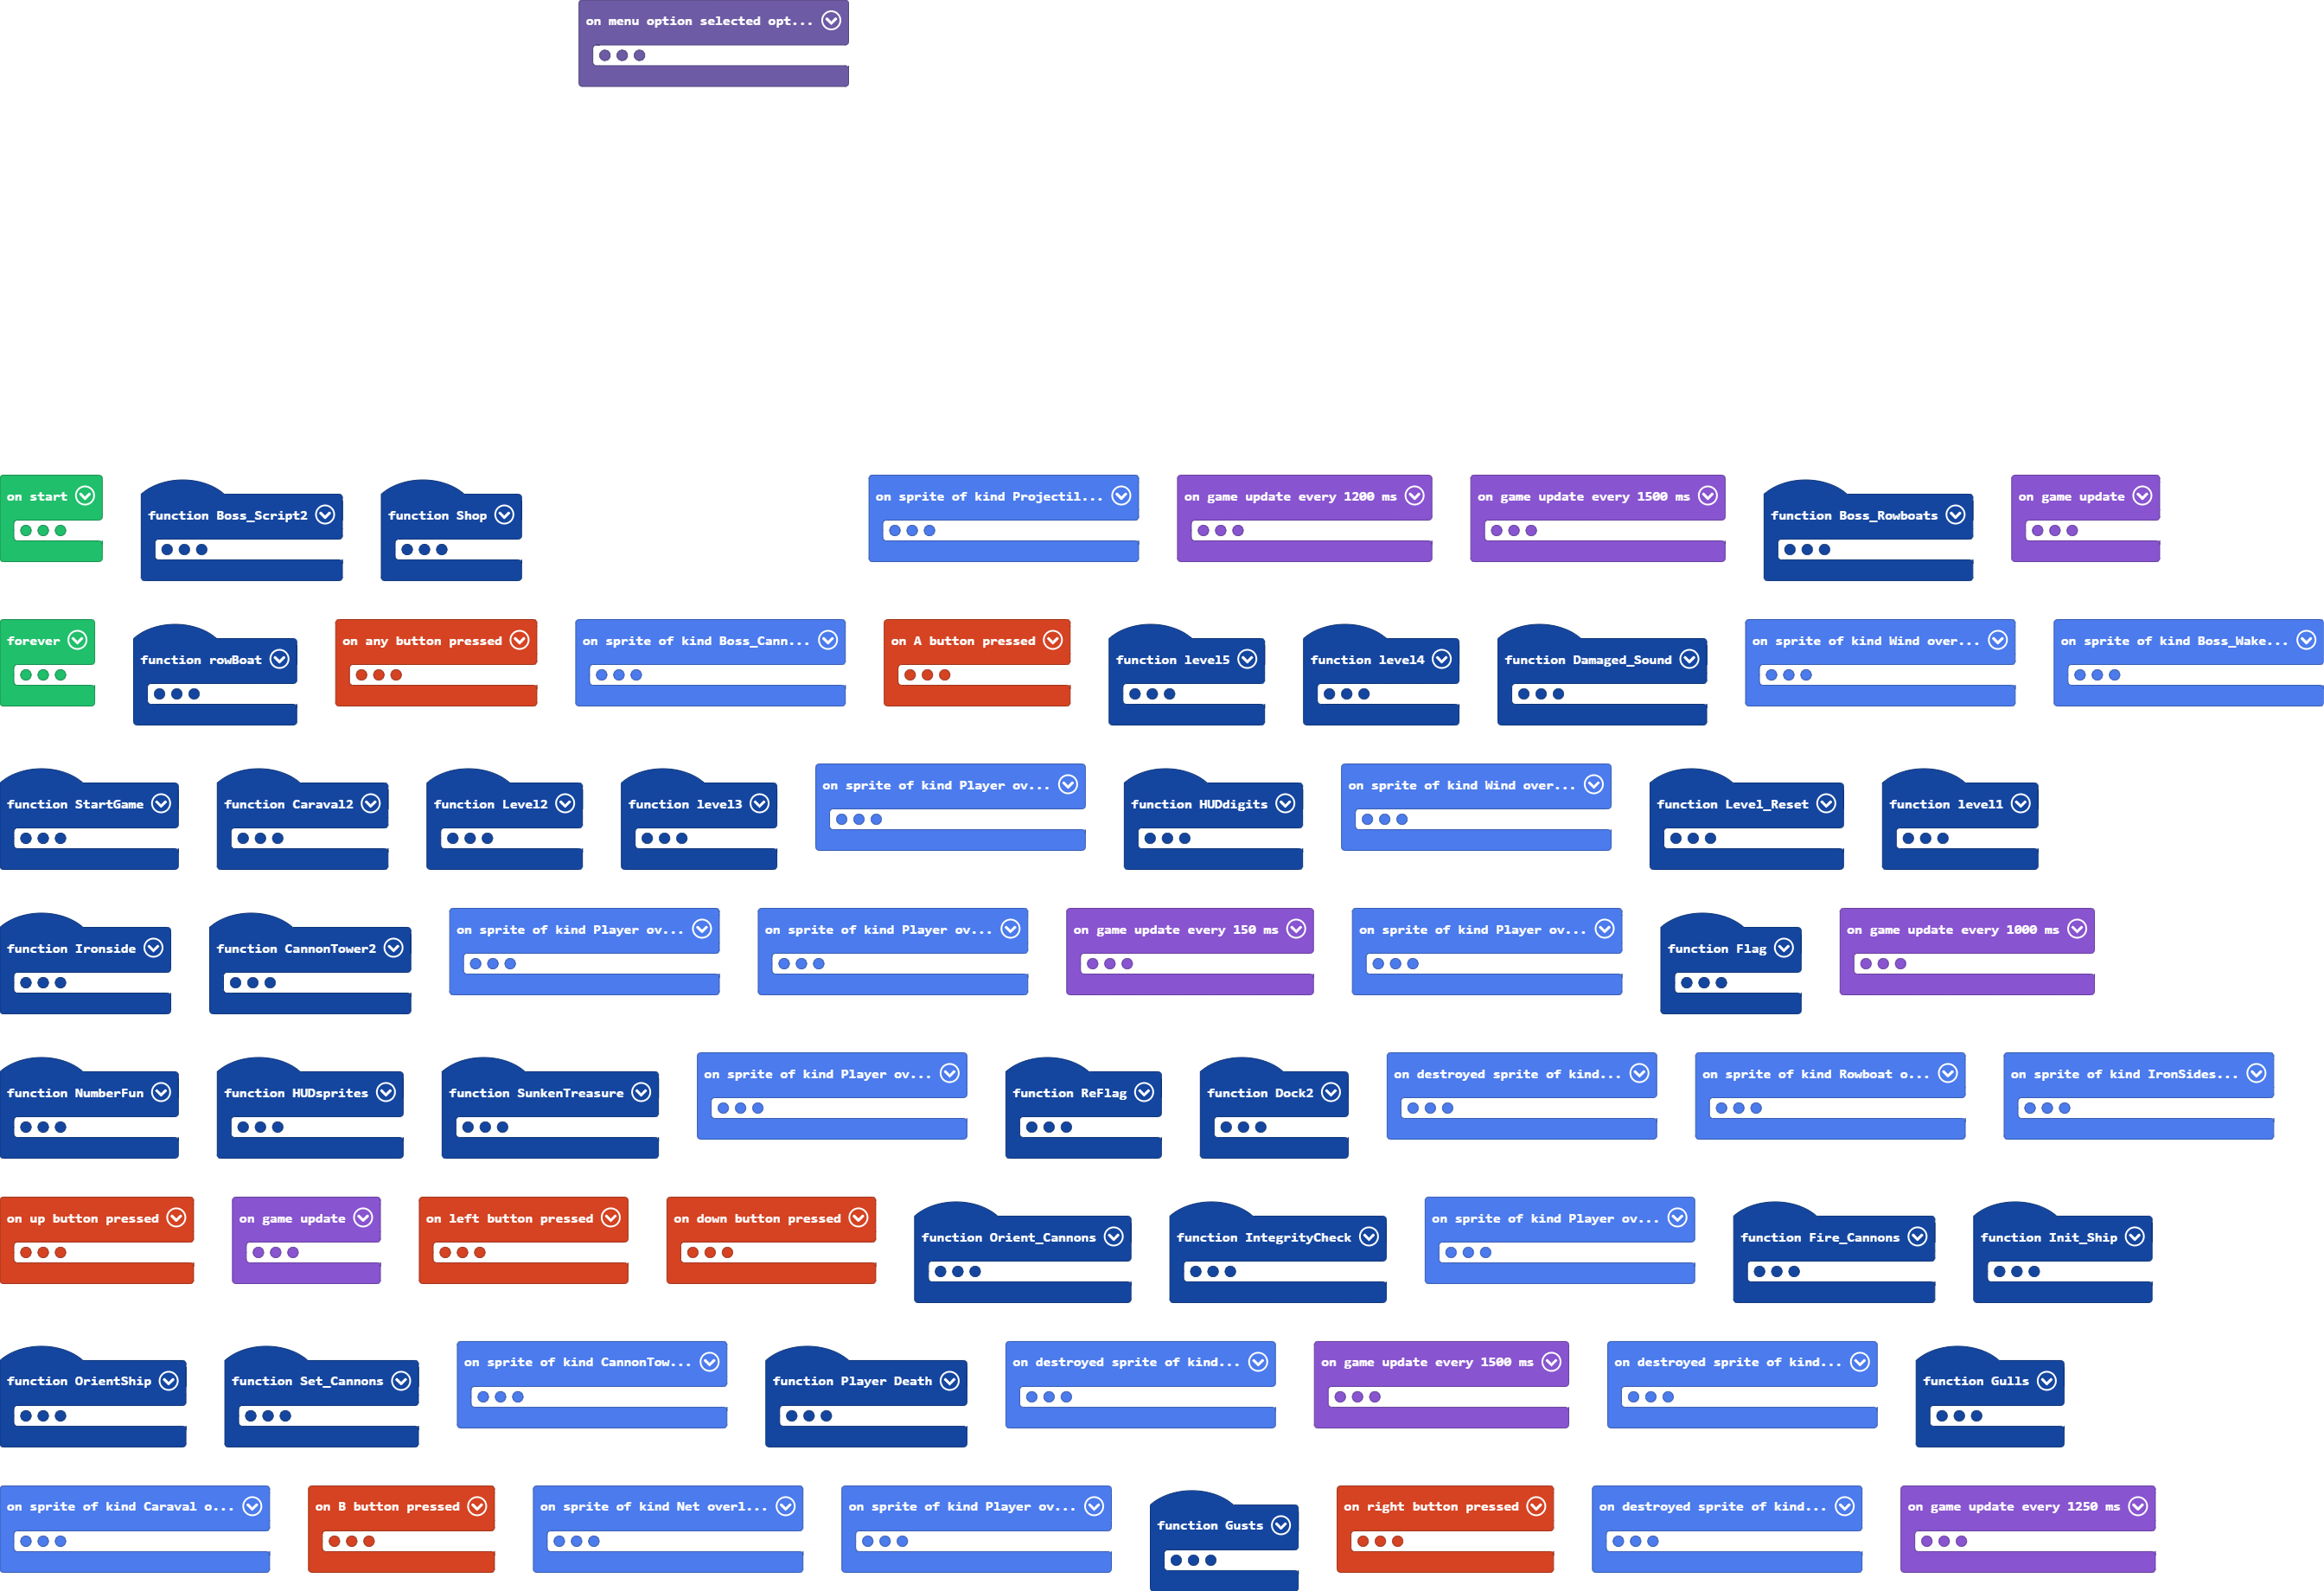 on menu option selected opt...
on start
function Boss_Script2
function Shop
on sprite of kind Projectil...
on game update every 1200 ms
on game update every 1500 ms
function Boss_Rowboats
on game update
forever
function rowBoat
on any button pressed
on sprite of kind Boss_Cann...
on A button pressed
function level5
function level4
function Damaged_Sound
on sprite of kind Wind over...
on sprite of kind Boss_Wake...
function StartGame
function Caraval2
function Level2
function level3
on sprite of kind Player ov...
function HUDdigits
on sprite of kind Wind over...
function Level_Reset
function level1
function Ironside
function CannonTower2
on sprite of kind Player ov...
on sprite of kind Player ov...
on game update every 150 ms
on sprite of kind Player ov...
function Flag
on game update every 1000 ms
function NumberFun
function HUDsprites
function SunkenTreasure
on sprite of kind Player ov...
function ReFlag
function Dock2
on destroyed sprite of kind...
on sprite of kind Rowboat o...
on sprite of kind IronSides...
on up button pressed
on game update
on left button pressed
on down button pressed
function Orient_Cannons
function IntegrityCheck
on sprite of kind Player ov...
function Fire_Cannons
function Init_Ship
function OrientShip
function Set_Cannons
on sprite of kind CannonTow...
function Player Death
on destroyed sprite of kind...
on game update every 1500 ms
on destroyed sprite of kind...
function Gulls
on sprite of kind Caraval o...
on B button pressed
on sprite of kind Net overl...
on sprite of kind Player ov...
function Gusts
on right button pressed
on destroyed sprite of kind...
on game update every 1250 ms